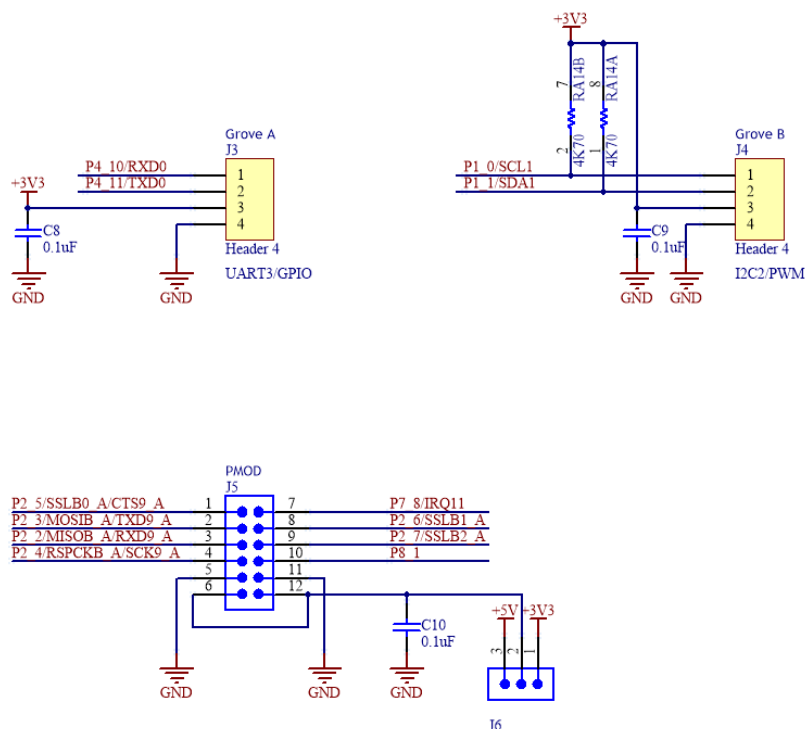 Grove A
J3
P4_10/RXD0
P4_11/TXD0
1
2
3
4
+3V3
C8
0.1uF
GND
GND
Header 4
UART3/GPIO
+3V3
7
RA14B
2
4K70
8
RA14A
1
4K70
Grove B
J4
P1_0/SCL1
P1_1/SDA1
1
2
3
4
C9
0.1uF
GND
GND
Header 4
I2C2/PWM
PMOD
J5
P2_5/SSLB0_A/CTS9_A 1 7 P7_8/IRQ11
P2_3/MOSIB_A/TXD9_A 2 8 P2_6/SSLB1_A
P2_2/MISOB_A/RXD9_A 3 9 P2_7/SSLB2_A
P2_4/RSPCKB_A/SCK9_A 4 10 P8_1
5 11
6 12
C10
0.1uF
GND
GND
GND
+5V +3V3
3 2 1
J6